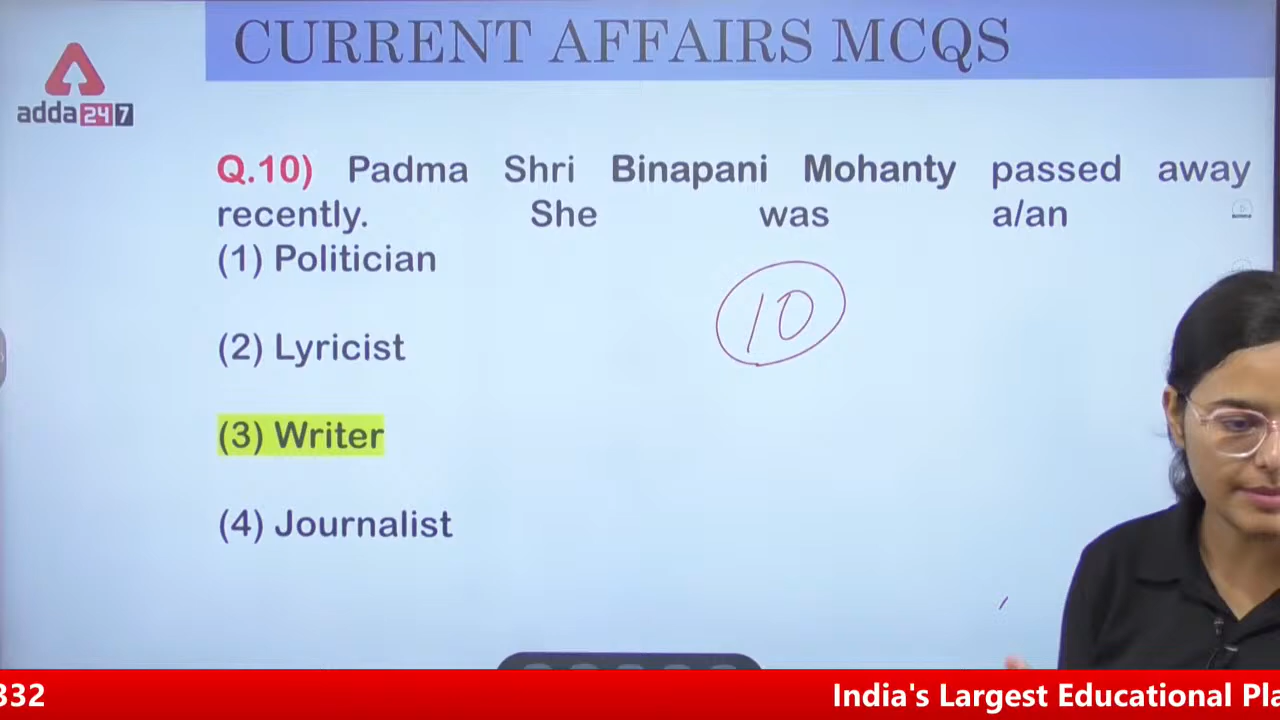 CURRENT AFFAIRS MCQS
adda247
Q.10) Padma Shri Binapani Mohanty passed away
recently. She was a/an
(1) Politician
10
(2) Lyricist
(3) Writer
(4) Journalist
332
India's Largest Educational Pla